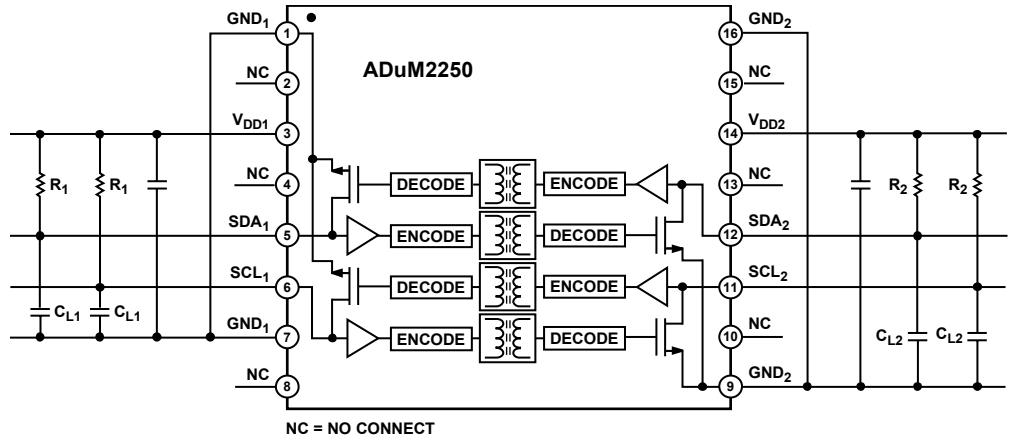 GND1 1 16 GND2
ADuM2250
NC 2 15 NC
VDD1 3 14 VDD2
R1 R1 NC 4 DECODE ENCODE 13 NC R2 R2
SDA1 5 ENCODE DECODE 12 SDA2
SCL1 6 DECODE ENCODE 11 SCL2
CL1 CL1 GND1 7 ENCODE DECODE 10 NC CL2 CL2
NC 8 9 GND2
NC = NO CONNECT